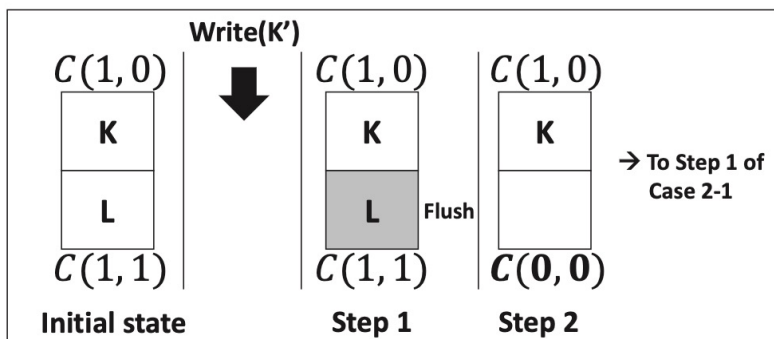 Write(K’)
C(1,0)
K
L
C(1,1)
Initial state
C(1,0)
K
L
Flush
C(1,1)
Step 1
C(1,0)
K
C(0,0)
Step 2
→ To Step 1 of
Case 2-1